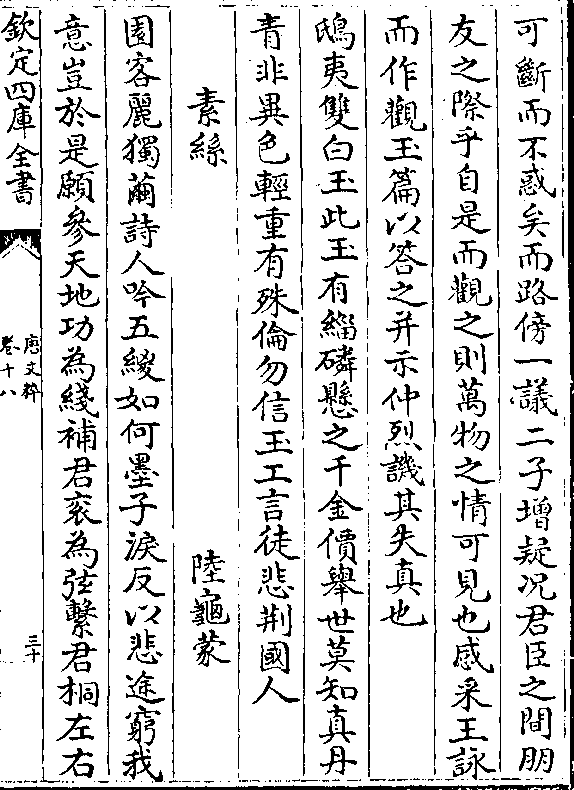 可斷而不惑矣而路傍一議二子增疑况君臣之間朋
友之際乎自是而觀之則萬物之情可見也感采玉詠
而作觀玉篇以答之并示仲烈譏其失真也
鴟夷雙白玉此玉有緇磷懸之千金價舉世莫知真丹
青非異色輕重有殊倫勿信玉工言徒悲荆國人
素絲　陸龜蒙
園客麗獨繭詩人吟五緵如何墨子淚反以悲途窮我
意豈於是願參天地功為綫補君衮為弦繫君桐左右
欽定四庫全書
唐文粹
卷十八
三十